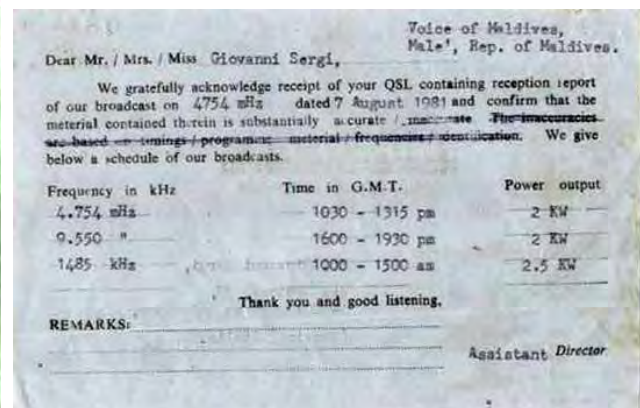 Voice of Maldives,
Male', Rep. of Maldives.
Dear Mr. / Mrs. / Miss Giovanni Sergi,
We gratefully acknowledge receipt of your QSL containing reception report
of our broadcast on 4754 mHz dated 7 August 1981 and confirm that the
meterial contained therein is substantially accurate / inaccurate The inaccuracies
are based on timings / programme meterial / frequencies / identification. We give
below a schedule of our broadcasts.
Frequency in kHz Time in G.M.T. Power output
4.754 mHz 1030 - 1315 pm 2 KW
9.550 " 1600 - 1930 pm 2 KW
1485 kHz 1000 - 1500 am 2.5 KW
Thank you and good listening.
REMARKS:
Assistant Director